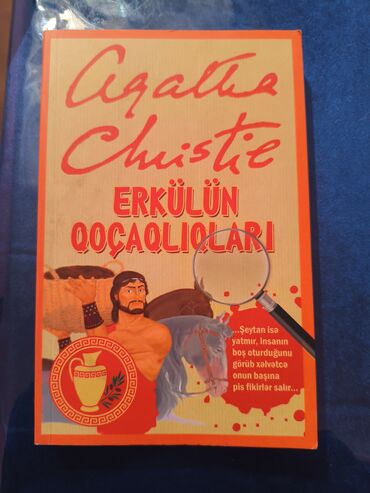 Agatha
Christie
ERKÜLÜN
QOÇAQLIQLARI
...Şeytan isə
yatmır, insanın
boş oturduğunu
görüb xəlvətcə
onun başına
pis fikirlər salır...